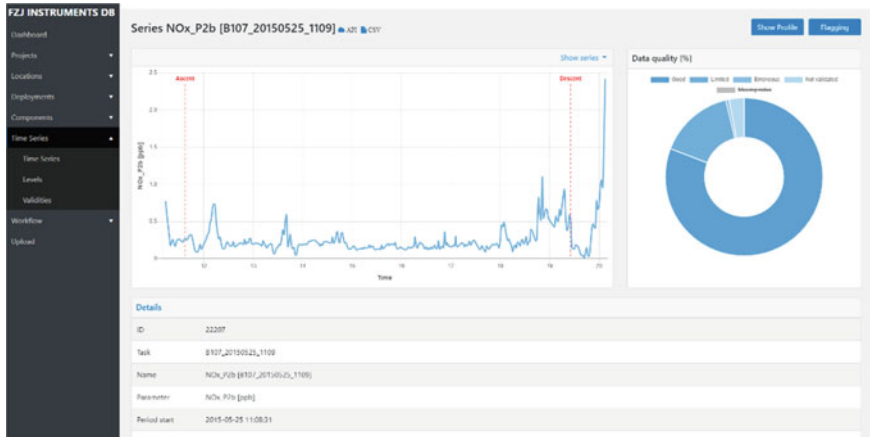 FZJ INSTRUMENTS DB
Dashboard
Projects
Locations
Deployments
Components
Time Series
Time Series
Levels
Validities
Workflow
Upload
Series NOx_P2b [B107_20150525_1109] API CSV
Show Profile
Flagging
Show series
Ascent
Descent
NOx_P2b [ppb]
2.5
2.0
1.5
1.0
0.5
0
12 13 14 15 16 17 18 19 20
Time
Data quality [%]
Good Limited Erroneous Not validated
Details
ID 22207
Task B107_20150525_1109
Name NOx_P2b [B107_20150525_1109]
Parameter NOx_P2b [ppb]
Period start 2015-05-25 11:08:31